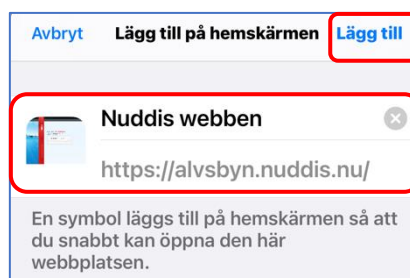 Avbryt Lägg till på hemskärmen Lägg till
Nuddis webben
https://alvsbyn.nuddis.nu/
En symbol läggs till på hemskärmen så att
du snabbt kan öppna den här
webbplatsen.